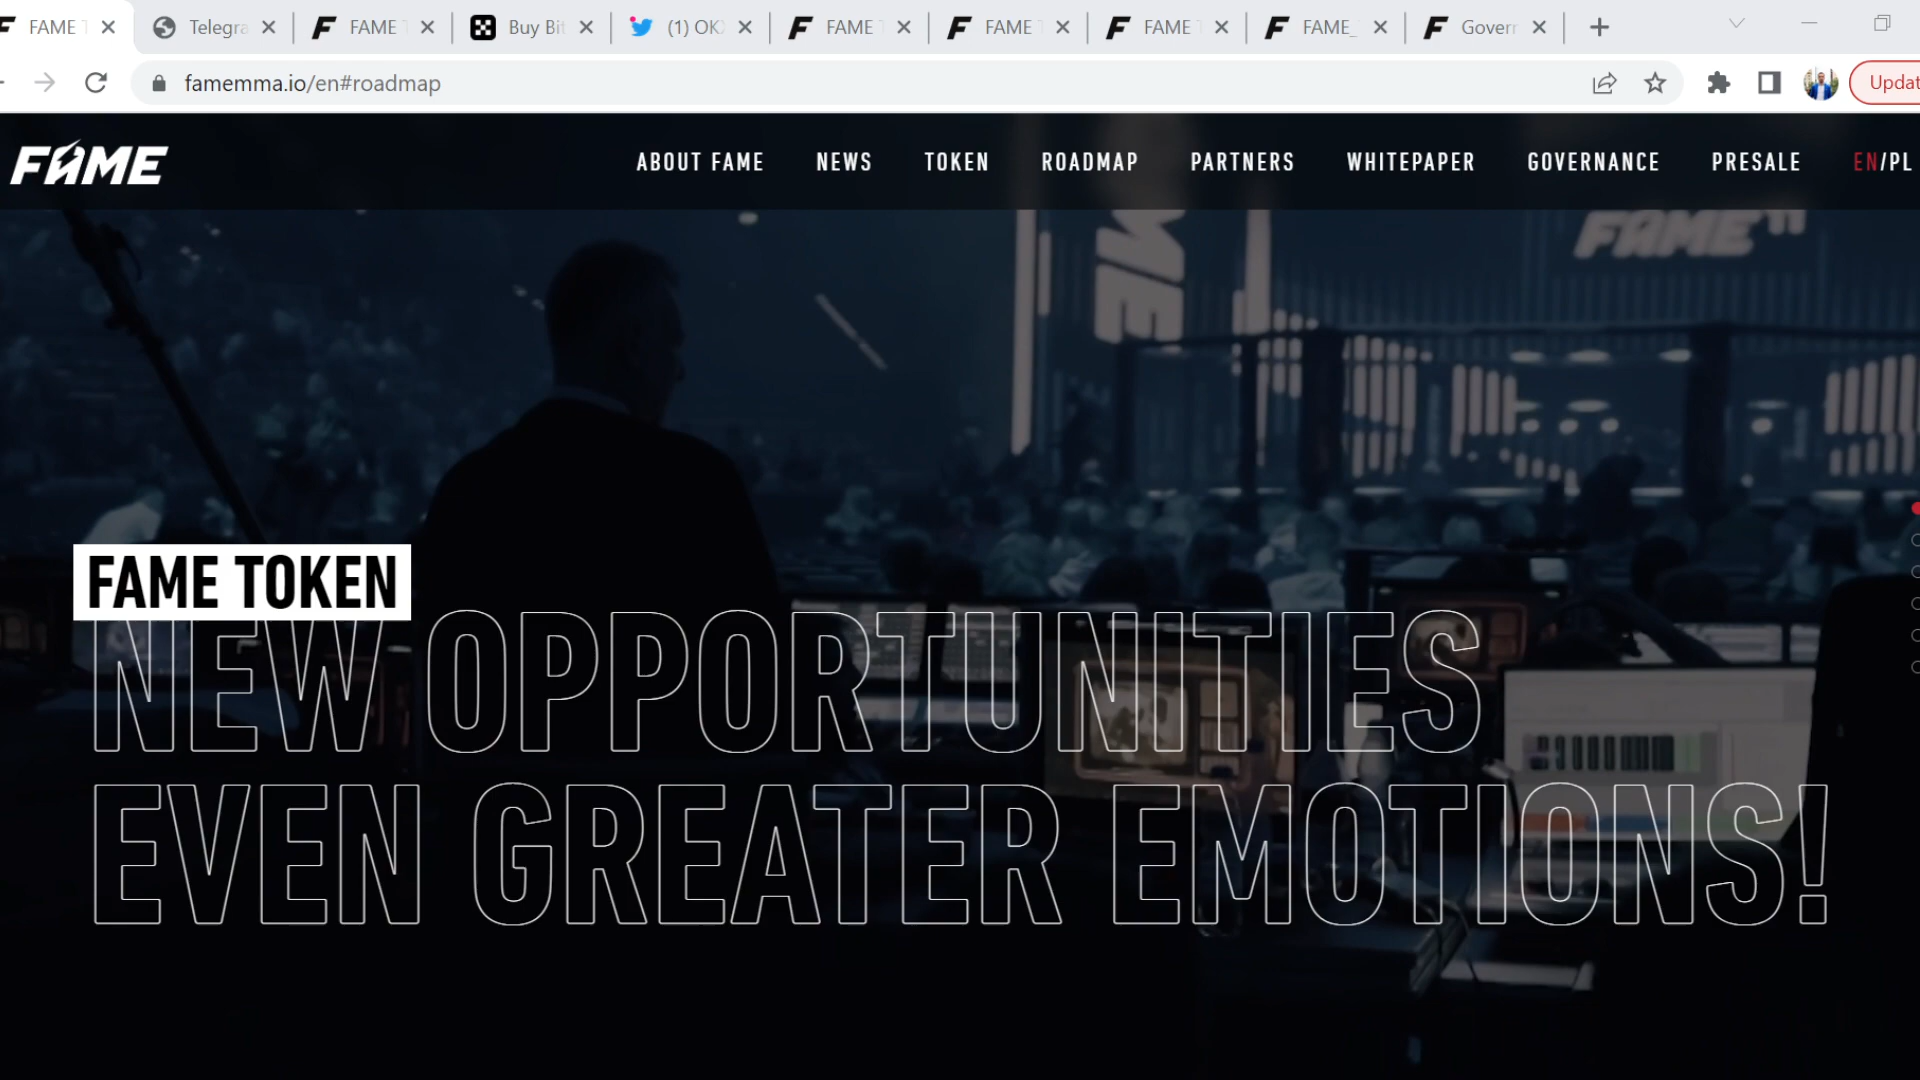 FAME
Telegra
FAME
Buy Bit
(1) OK
FAME
FAME
FAME
FAME_
Govern
famemma.io/en#roadmap
Updat
FAME
ABOUT FAME
NEWS
TOKEN
ROADMAP
PARTNERS
WHITEPAPER
GOVERNANCE
PRESALE
EN/PL
FAME
FAME TOKEN
NEW OPPORTUNITIES
EVEN GREATER EMOTIONS!